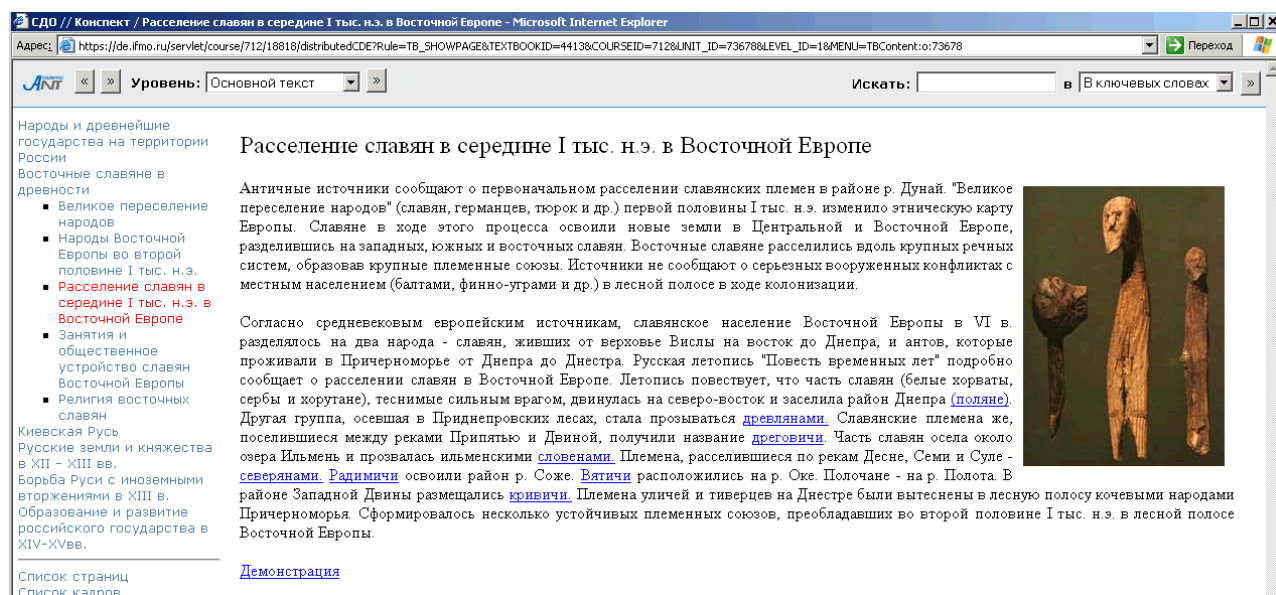 СДО // Конспект / Расселение славян в середине I тыс. н.э. в Восточной Европе - Microsoft Internet Explorer
Адрес: https://de.ifmo.ru/servlet/course/712/18818/distributedCDE?Rule=TB_SHOWPAGE&TEXTBOOKID=4413&COURSEID=712&UNIT_ID=73678&LEVEL_ID=1&MENU=TBContent:o:73678 Переход
Academic ANT « » Уровень: Основной текст » Искать: в В ключевых словах »
Народы и древнейшие
государства на территории
России
Восточные славяне в
древности
Великое переселение
народов
Народы Восточной
Европы во второй
половине I тыс. н.э.
Расселение славян в
середине I тыс. н.э. в
Восточной Европе
Занятия и
общественное
устройство славян
Восточной Европы
Религия восточных
славян
Киевская Русь
Русские земли и княжества
в XII - XIII вв.
Борьба Руси с иноземными
вторжениями в XIII в.
Образование и развитие
российского государства в
XIV-XVвв.
Список страниц
Список кадров
Расселение славян в середине I тыс. н.э. в Восточной Европе
Античные источники сообщают о первоначальном расселении славянских племен в районе р. Дунай. "Великое
переселение народов" (славян, германцев, тюрок и др.) первой половины I тыс. н.э. изменило этническую карту
Европы. Славяне в ходе этого процесса освоили новые земли в Центральной и Восточной Европе,
разделившись на западных, южных и восточных славян. Восточные славяне расселились вдоль крупных речных
систем, образовав крупные племенные союзы. Источники не сообщают о серьезных вооруженных конфликтах с
местным населением (балтами, финно-уграми и др.) в лесной полосе в ходе колонизации.
Согласно средневековым европейским источникам, славянское население Восточной Европы в VI в.
разделялось на два народа - славян, живших от верховье Вислы на восток до Днепра, и антов, которые
проживали в Причерноморье от Днепра до Днестра. Русская летопись "Повесть временных лет" подробно
сообщает о расселении славян в Восточной Европе. Летопись повествует, что часть славян (белые хорваты,
сербы и хорутане), теснимые сильным врагом, двинулась на северо-восток и заселила район Днепра (поляне).
Другая группа, осевшая в Приднепровских лесах, стала прозываться древлянами. Славянские племена же,
поселившиеся между реками Припятью и Двиной, получили название дреговичи. Часть славян осела около
озера Ильмень и прозвалась ильменскими словенами. Племена, расселившиеся по рекам Десне, Семи и Суле -
северянами. Радимичи освоили район р. Соже. Вятичи расположились на р. Оке. Полочане - на р. Полота. В
районе Западной Двины размещались кривичи. Племена уличей и тиверцев на Днестре были вытеснены в лесную полосу кочевыми народами
Причерноморья. Сформировалось несколько устойчивых племенных союзов, преобладавших во второй половине I тыс. н.э. в лесной полосе
Восточной Европы.
Демонстрация